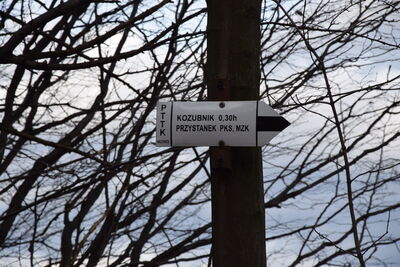 PTTK
KOZUBNIK 0,30h
PRZYSTANEK PKS, MZK